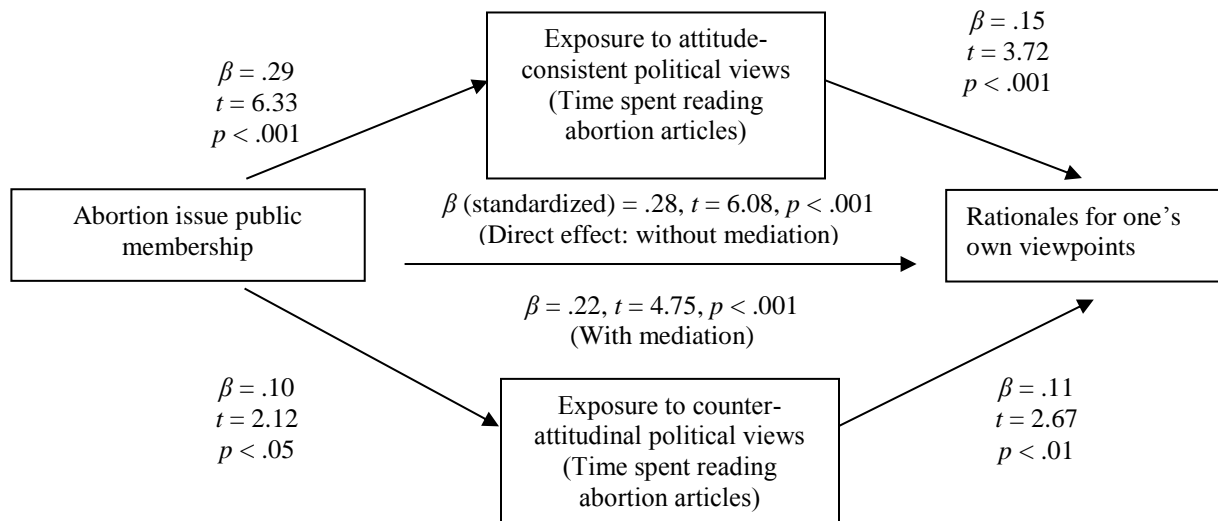 β = .29
t = 6.33
p < .001
Exposure to attitude-
consistent political views
(Time spent reading
abortion articles)
β = .15
t = 3.72
p < .001
Abortion issue public
membership
β (standardized) = .28, t = 6.08, p < .001
(Direct effect: without mediation)
β = .22, t = 4.75, p < .001
(With mediation)
Rationales for one’s
own viewpoints
β = .10
t = 2.12
p < .05
Exposure to counter-
attitudinal political views
(Time spent reading
abortion articles)
β = .11
t = 2.67
p < .01